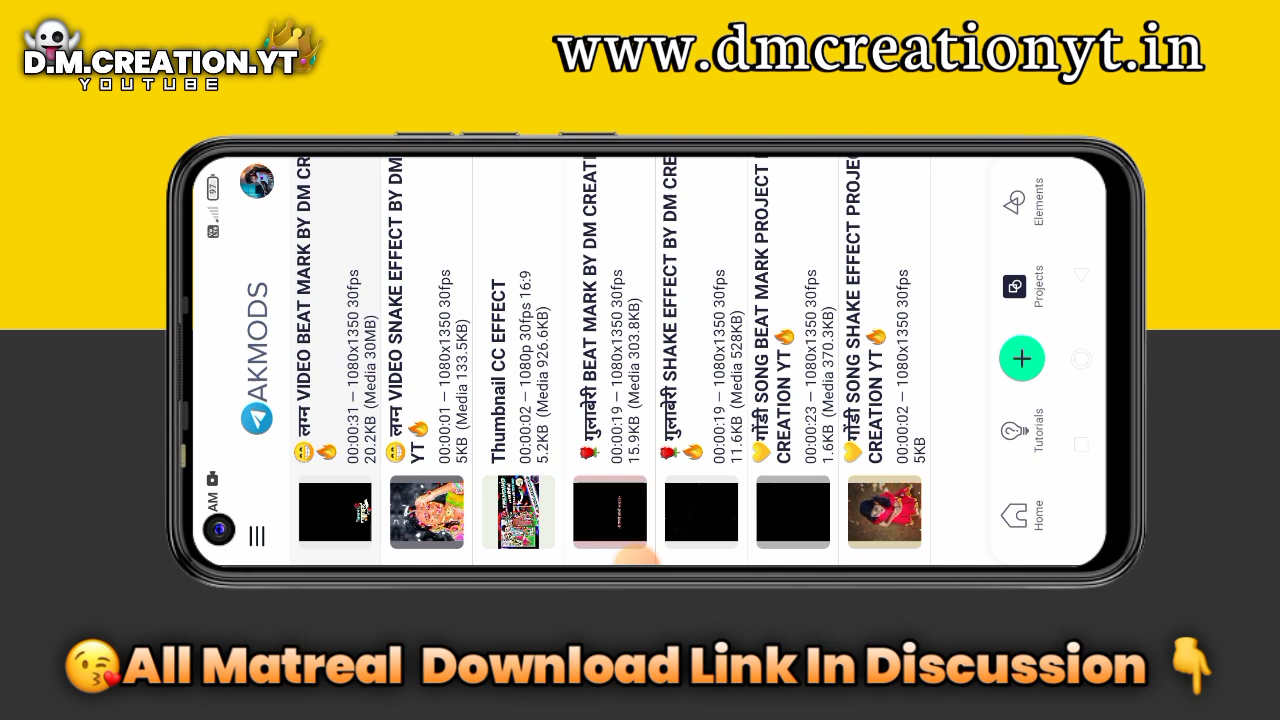 D.M.CREATION.YT
YOUTUBE
www.dmcreationyt.in
AM
97
AKMODS
😁लग्न VIDEO BEAT MARK BY DM CR
🔥
00:00:31 – 1080x1350 30fps
20.2KB (Media 30MB)
😁लग्न VIDEO SNAKE EFFECT BY DM
YT🔥
00:00:01 – 1080x1350 30fps
5KB (Media 133.5KB)
Thumbnail CC EFFECT
00:00:02 – 1080p 30fps 16:9
5.2KB (Media 926.6KB)
🌹गुलाबेरी BEAT MARK BY DM CREATI
00:00:19 – 1080x1350 30fps
15.9KB (Media 303.8KB)
🌹गुलाबेरी SHAKE EFFECT BY DM CRE
🔥
00:00:19 – 1080x1350 30fps
11.6KB (Media 528KB)
💛गोंडी SONG BEAT MARK PROJECT
CREATION YT🔥
00:00:23 – 1080x1350 30fps
1.6KB (Media 370.3KB)
💛गोंडी SONG SHAKE EFFECT PROJEC
CREATION YT🔥
00:00:02 – 1080x1350 30fps
5KB
Home
Tutorials
Projects
Elements
😘All Matreal Download Link In Discussion 👇